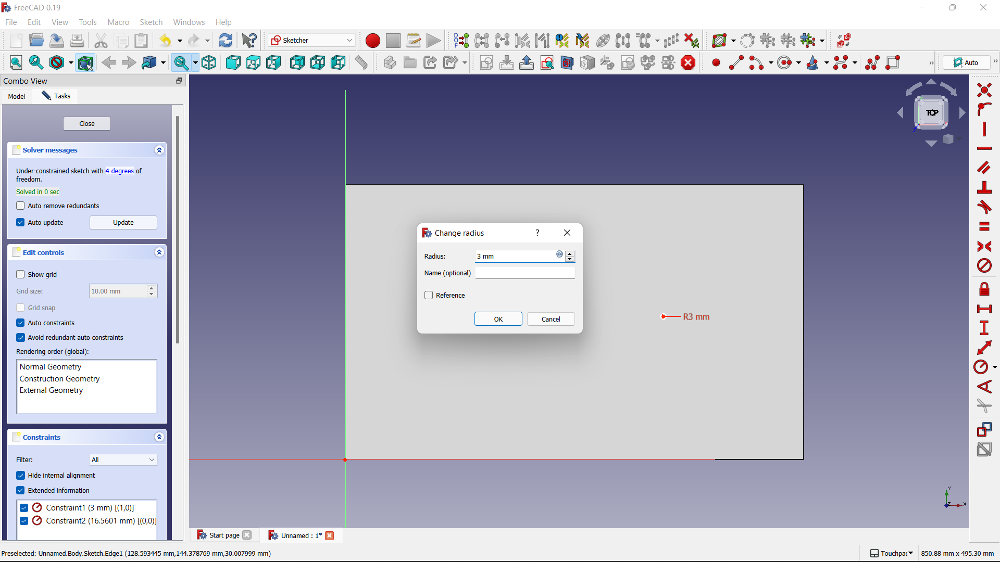 FreeCAD 0.19
File Edit View Tools Macro Sketch Windows Help
Sketcher
Auto
Combo View
Model Tasks
Close
Solver messages
Under-constrained sketch with 4 degrees of
freedom.
Solved in 0 sec
Auto remove redundants
Auto update Update
Edit controls
Show grid
Grid size: 10.00 mm
Grid snap
Auto constraints
Avoid redundant auto constraints
Rendering order (global):
Normal Geometry
Construction Geometry
External Geometry
Constraints
Filter: All
Hide internal alignment
Extended information
Constraint1 (3 mm) [(1,0)]
Constraint2 (16.5601 mm) [(0,0)]
TOP
Z
Change radius ?
Radius: 3 mm
Name (optional)
Reference
OK Cancel
R3 mm
Y
Z X
Start page Unnamed : 1*
Preselected: Unnamed.Body.Sketch.Edge1 (128.593445 mm,144.378769 mm,30.007999 mm)
Touchpad 850.88 mm x 495.30 mm